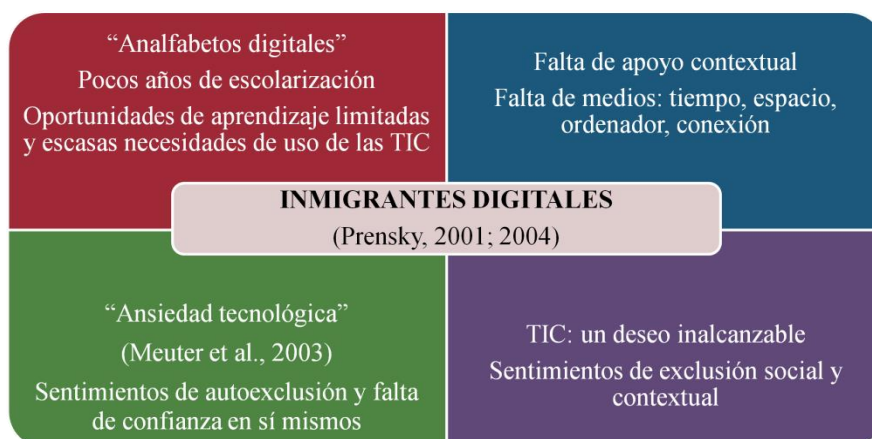 “Analfabetos digitales”
Pocos años de escolarización
Oportunidades de aprendizaje limitadas
y escasas necesidades de uso de las TIC
Falta de apoyo contextual
Falta de medios: tiempo, espacio,
ordenador, conexión
INMIGRANTES DIGITALES
(Prensky, 2001; 2004)
“Ansiedad tecnológica”
(Meuter et al., 2003)
Sentimientos de autoexclusión y falta
de confianza en sí mismos
TIC: un deseo inalcanzable
Sentimientos de exclusión social y
contextual